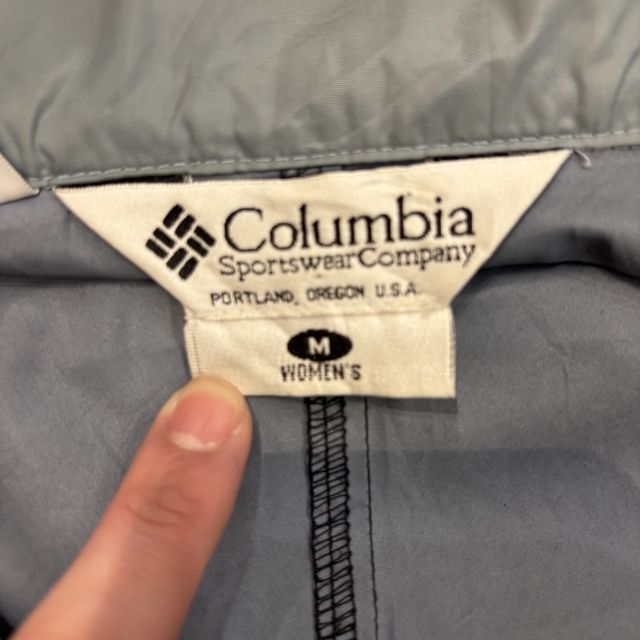 Columbia
SportswearCompany
PORTLAND, OREGON U.S.A.
M
WOMEN'S